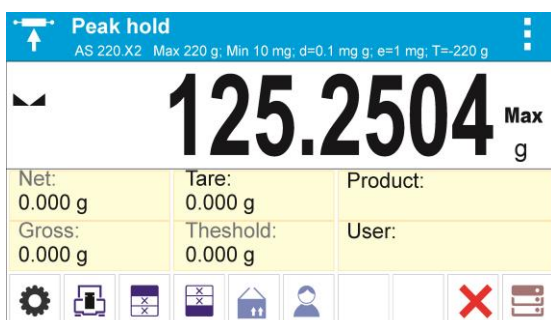 Peak hold
AS 220.X2 Max 220 g; Min 10 mg; d=0.1 mg g; e=1 mg; T=-220 g
125.2504 Max
g
Net: Tare: Product:
0.000 g 0.000 g
Gross: Theshold: User:
0.000 g 0.000 g